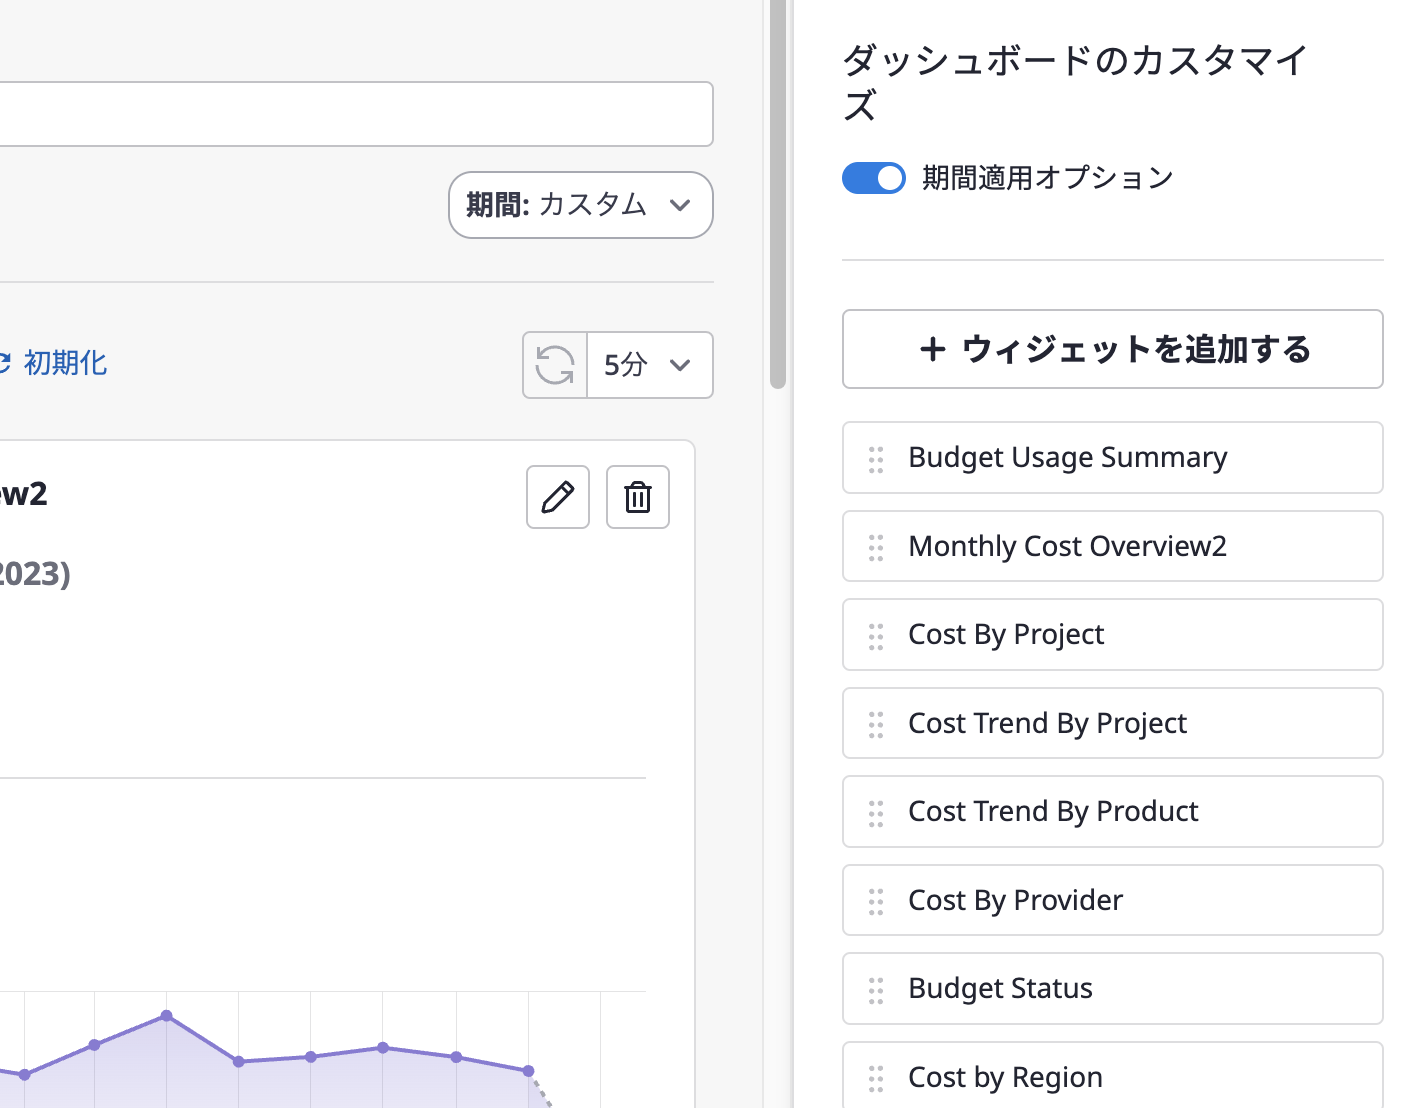 期間: カスタム
初期化
5分
2023)
ダッシュボードのカスタマイ
ズ
期間適用オプション
+ ウィジェットを追加する
Budget Usage Summary
Monthly Cost Overview2
Cost By Project
Cost Trend By Project
Cost Trend By Product
Cost By Provider
Budget Status
Cost by Region